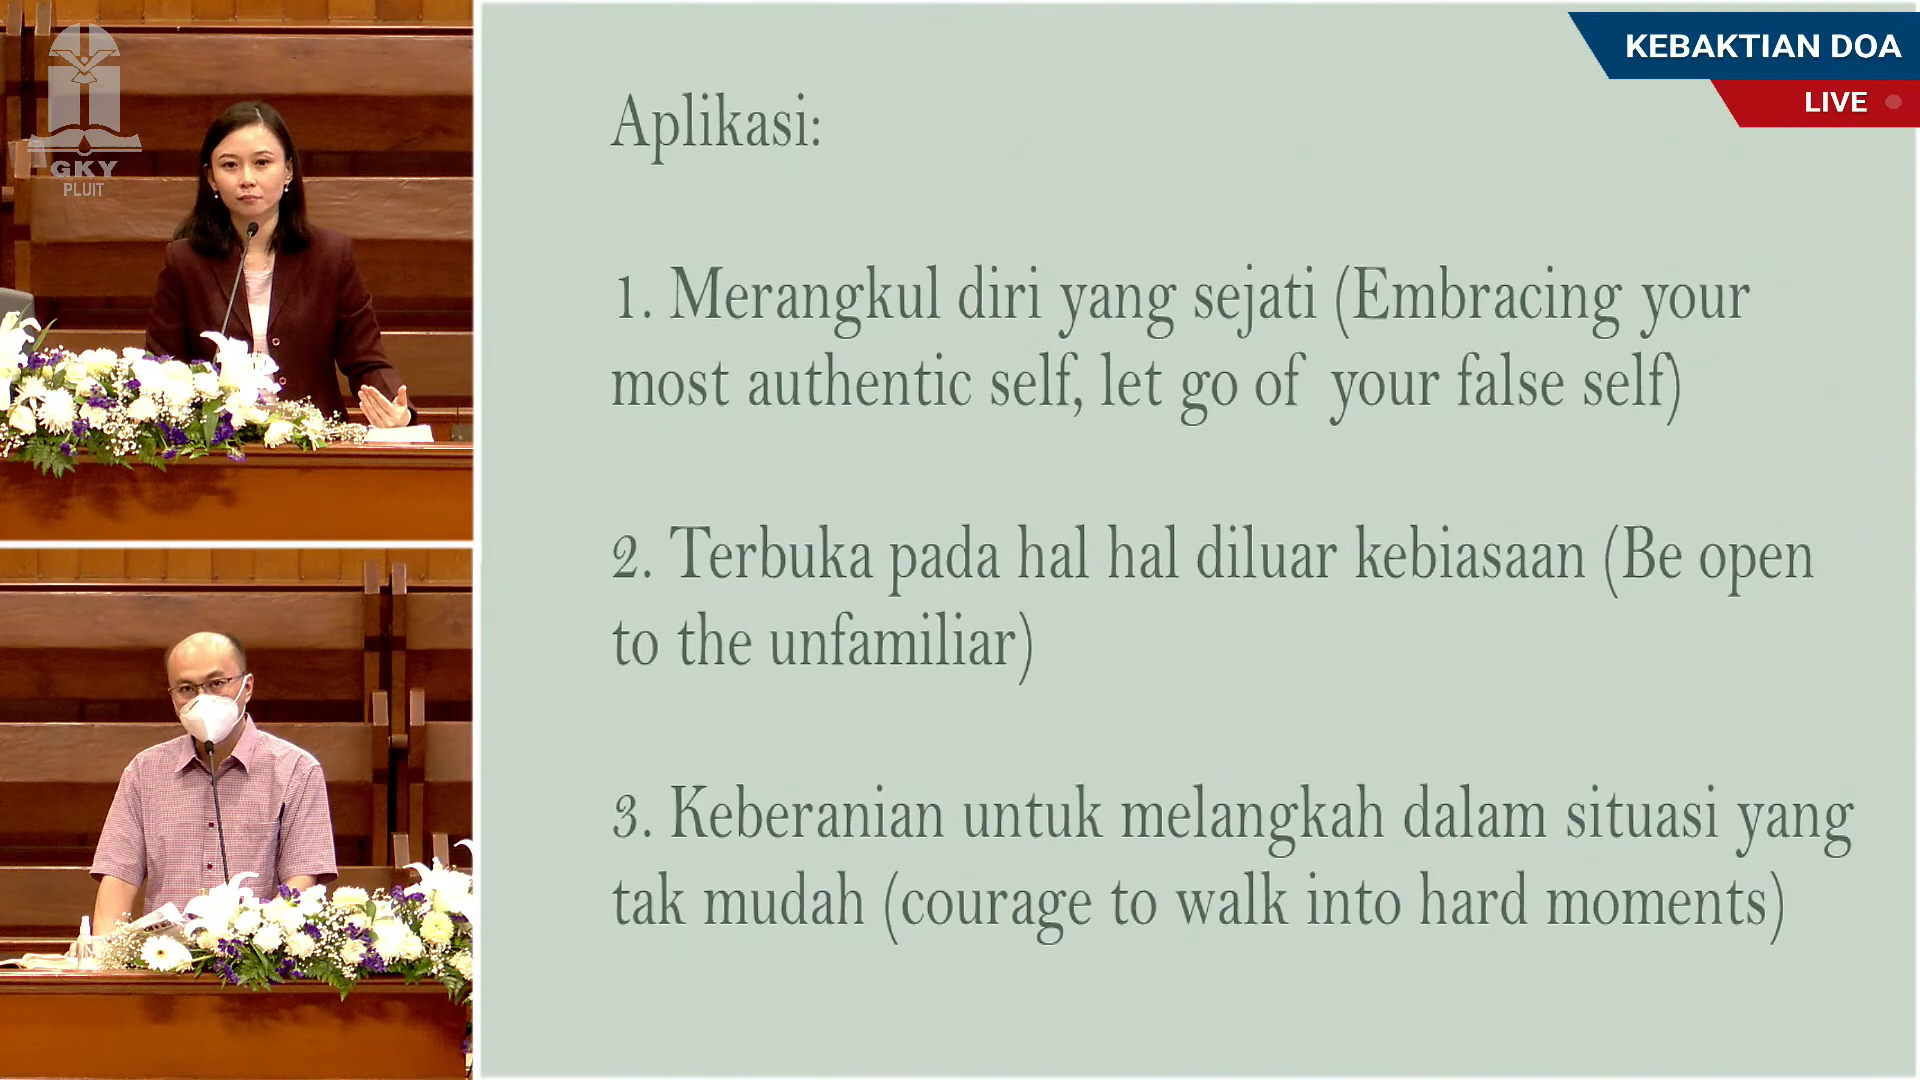 GKY
PLUIT
KEBAKTIAN DOA
LIVE
Aplikasi:
1. Merangkul diri yang sejati (Embracing your
most authentic self, let go of your false self)
2. Terbuka pada hal hal diluar kebiasaan (Be open
to the unfamiliar)
3. Keberanian untuk melangkah dalam situasi yang
tak mudah (courage to walk into hard moments)